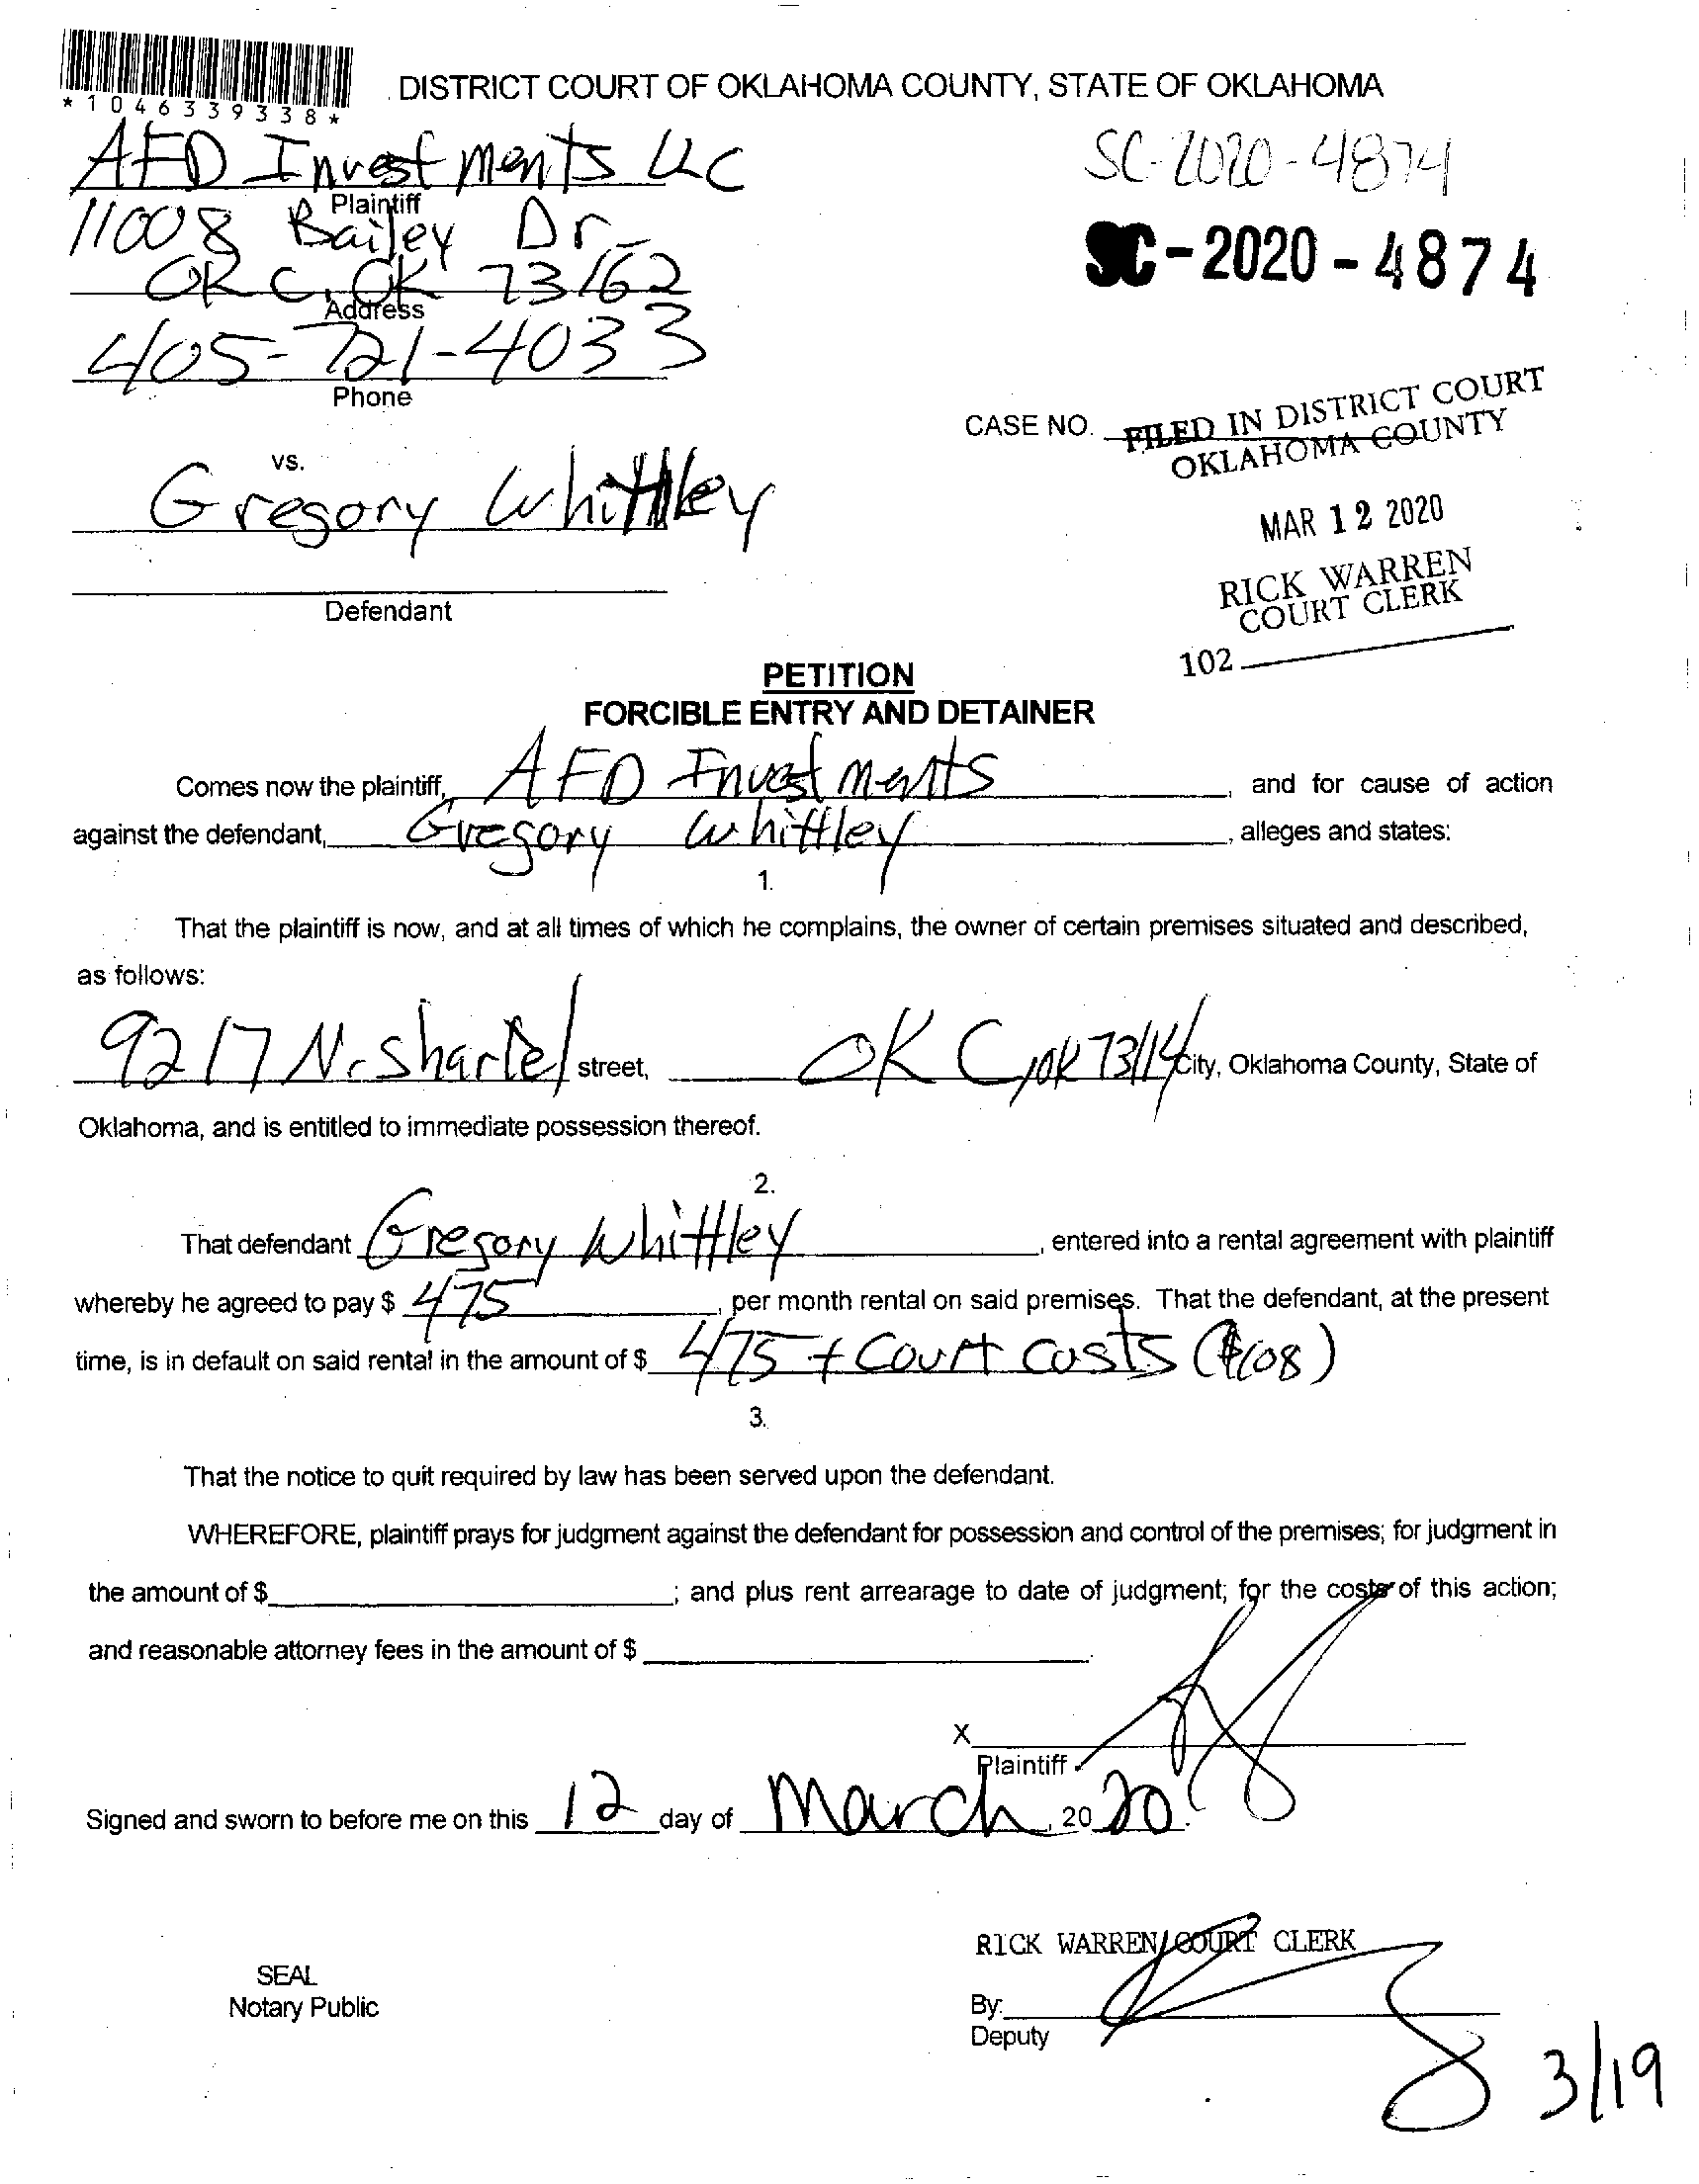 *1046339338*
DISTRICT COURT OF OKLAHOMA COUNTY, STATE OF OKLAHOMA
AFD Investments LLC
Plaintiff
SC-2020-4874
11008 Bailey Dr
SC-2020-4874
OKC, OK 73162
Address
405-721-4033
Phone
CASE NO.
FILED IN DISTRICT COURT
OKLAHOMA COUNTY
vs.
Gregory Whittley
MAR 12 2020
RICK WARREN
COURT CLERK
Defendant
102
PETITION
FORCIBLE ENTRY AND DETAINER
Comes now the plaintiff, AFD Investments, and for cause of action
against the defendant, Gregory Whittley, alleges and states:
1.
That the plaintiff is now, and at all times of which he complains, the owner of certain premises situated and described,
as follows:
9217 N. Shartel street, OKC, OK 73114 City, Oklahoma County, State of
Oklahoma, and is entitled to immediate possession thereof.
2.
That defendant Gregory Whittley, entered into a rental agreement with plaintiff
whereby he agreed to pay $ 475, per month rental on said premises. That the defendant, at the present
time, is in default on said rental in the amount of $ 475 + Court Costs ($108)
3.
That the notice to quit required by law has been served upon the defendant.
WHEREFORE, plaintiff prays for judgment against the defendant for possession and control of the premises; for judgment in
the amount of $ ; and plus rent arrearage to date of judgment; for the costs of this action;
and reasonable attorney fees in the amount of $ .
X
Plaintiff
Signed and sworn to before me on this 12 day of March, 20 20.
RICK WARREN, COURT CLERK
SEAL
Notary Public
By:
Deputy
3/19